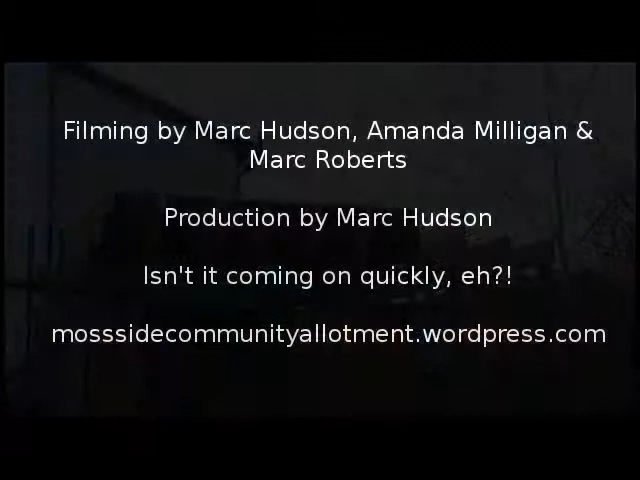 Filming by Marc Hudson, Amanda Milligan &
Marc Roberts
Production by Marc Hudson
Isn't it coming on quickly, eh?!
mosssidecommunityallotment.wordpress.com